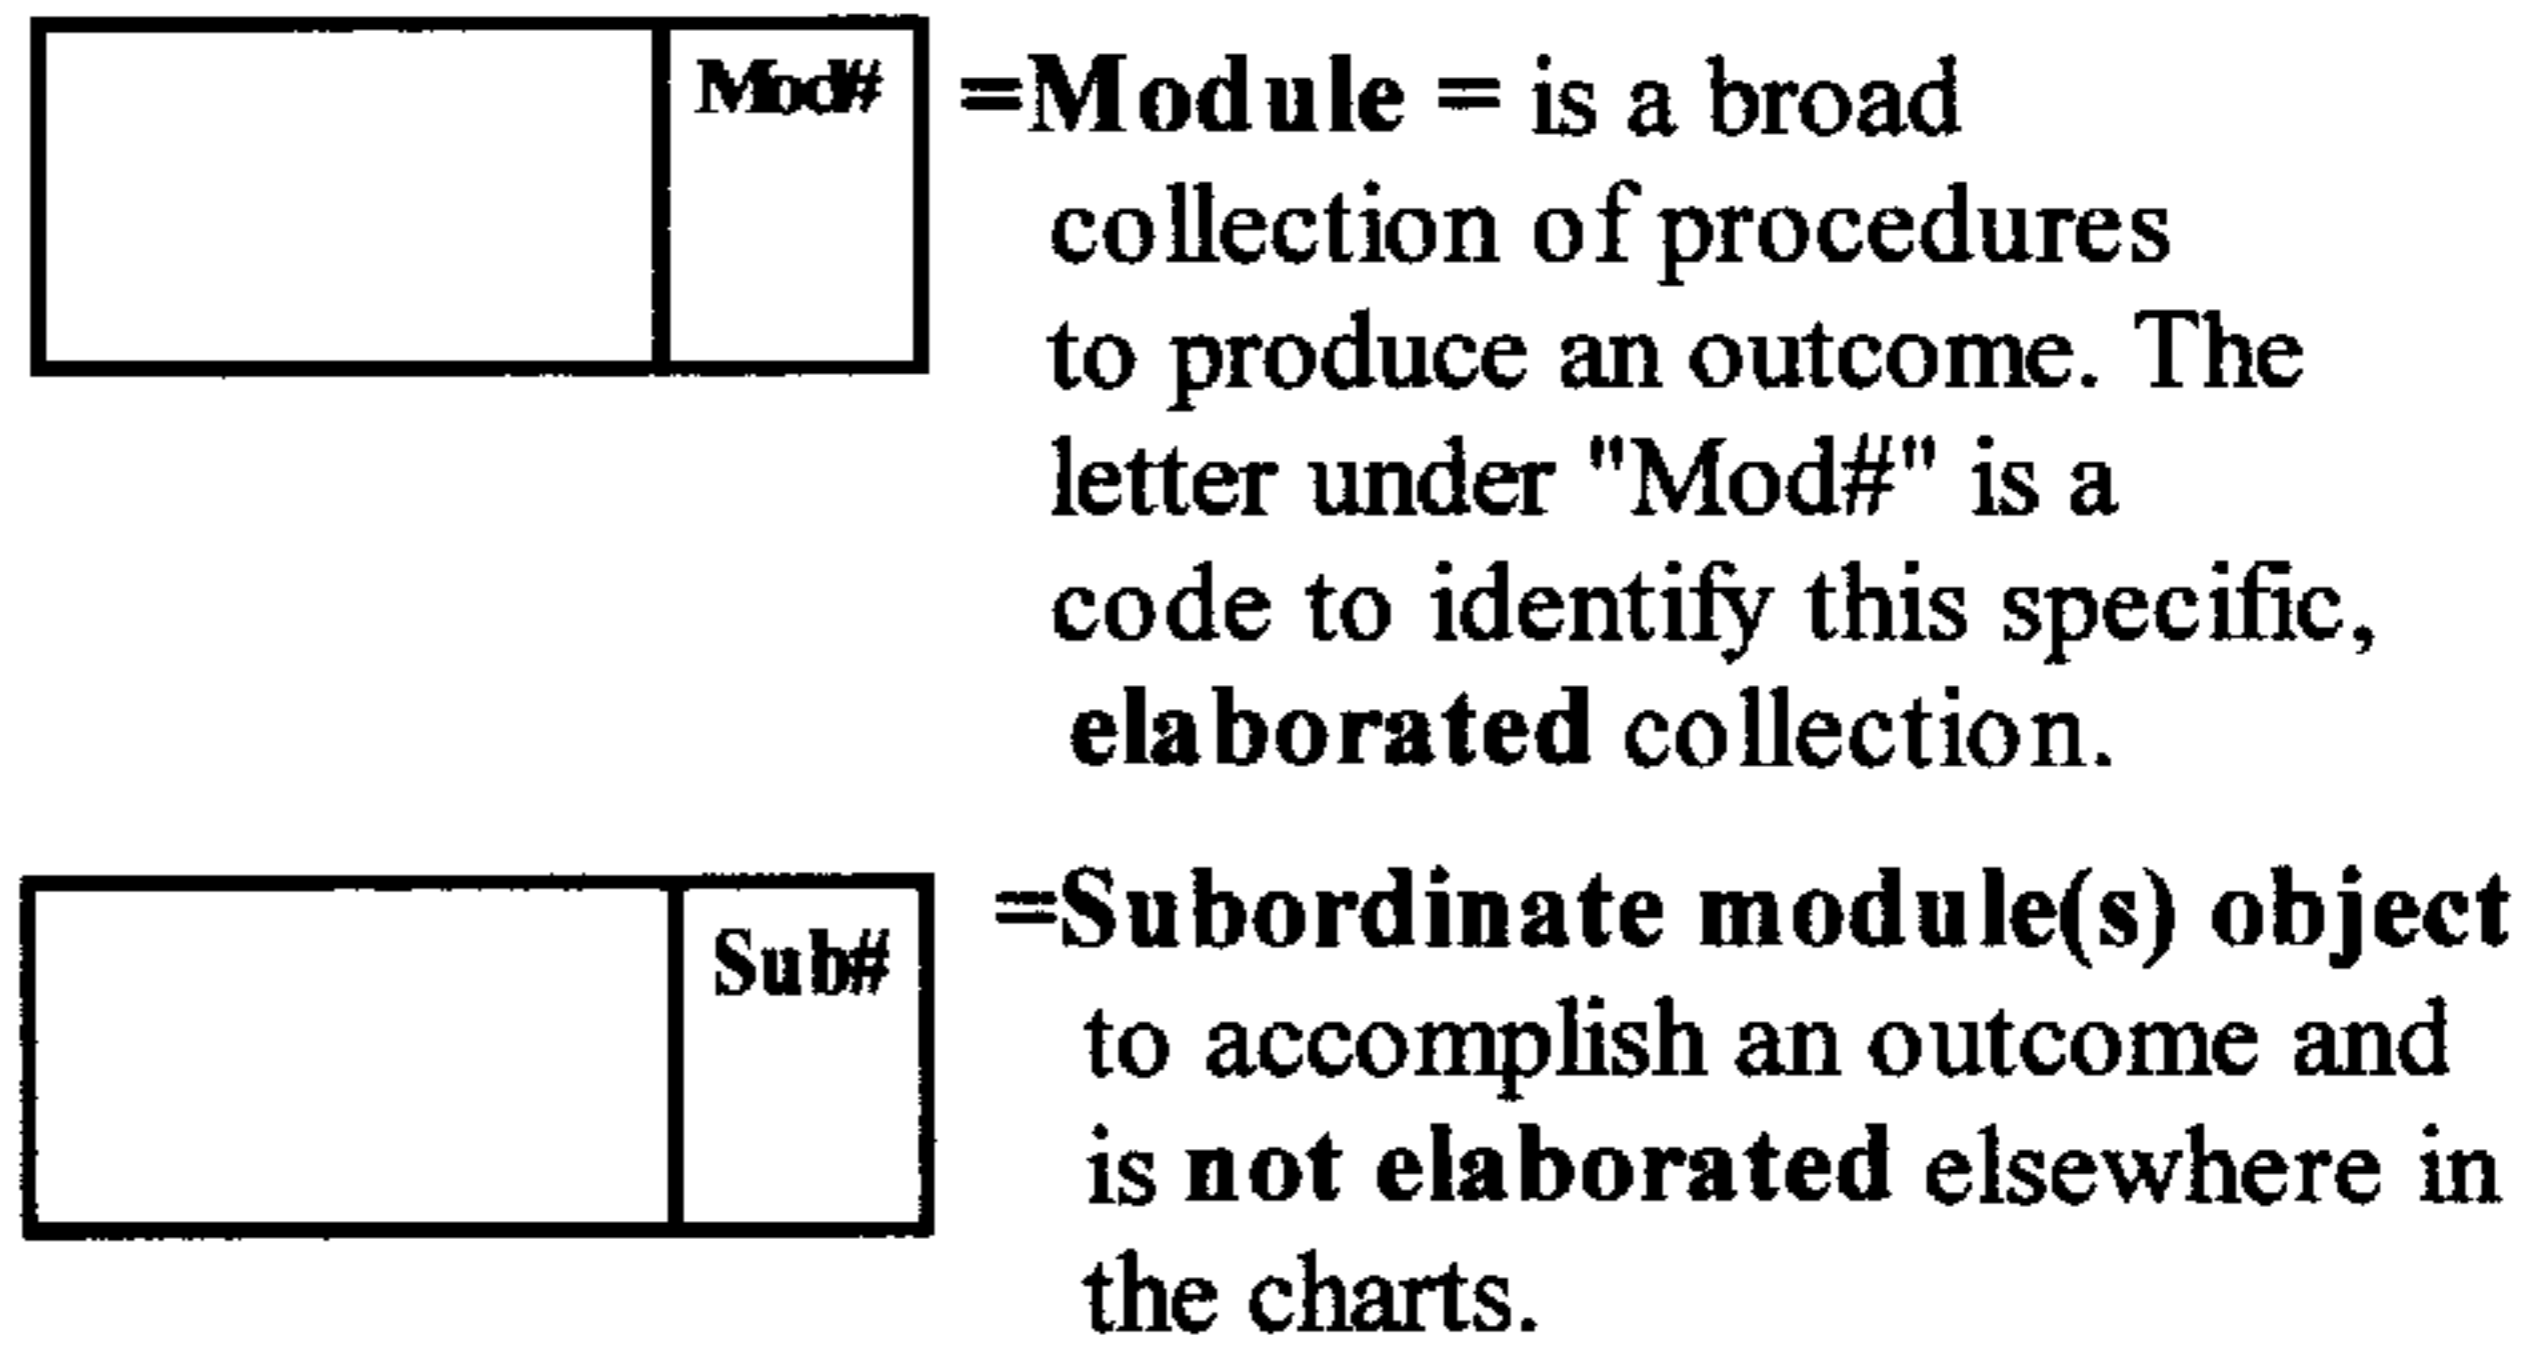 Mod# =Module = is a broad
collection of procedures
to produce an outcome. The
letter under "Mod#" is a
code to identify this specific,
elaborated collection.
Sub# =Subordinate module(s) object
to accomplish an outcome and
is not elaborated elsewhere in
the charts.